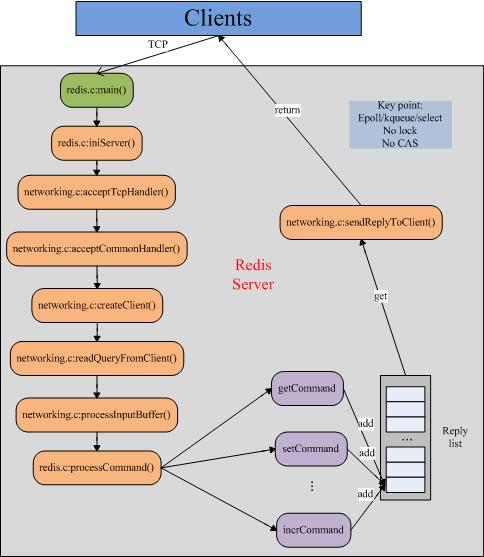 Clients
TCP
redis.c:main()
return
Key point:
Epoll/kqueue/select
No lock
No CAS
redis.c:iniServer()
networking.c:acceptTcpHandler()
networking.c:sendReplyToClient()
networking.c:acceptCommonHandler()
Redis
Server
networking.c:createClient()
get
networking.c:readQueryFromClient()
getCommand
networking.c:processInputBuffer()
add
Reply
list
...
setCommand
add
redis.c:processCommand()
...
add
incrCommand